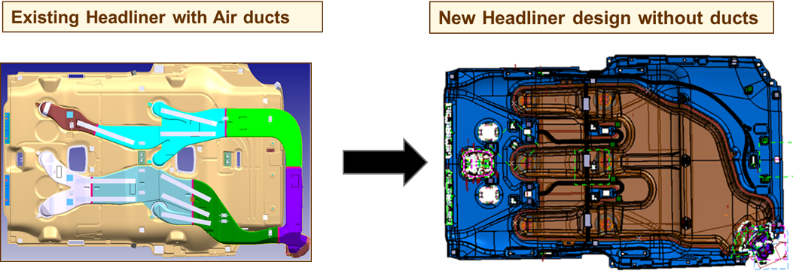 Existing Headliner with Air ducts
New Headliner design without ducts